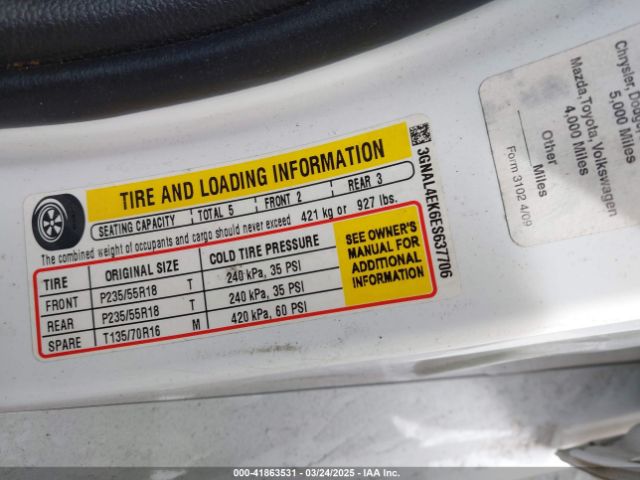 TIRE AND LOADING INFORMATION
SEATING CAPACITY TOTAL 5 FRONT 2 REAR 3
The combined weight of occupants and cargo should never exceed 421 kg or 927 lbs.
TIRE ORIGINAL SIZE COLD TIRE PRESSURE
FRONT P235/55R18 T 240 kPa, 35 PSI
REAR P235/55R18 T 240 kPa, 35 PSI
SPARE T135/70R16 M 420 kPa, 60 PSI
SEE OWNER'S
MANUAL FOR
ADDITIONAL
INFORMATION
3GNAL4EK6FS637706
Chrysler, Dodg
5,000 Miles
Mazda, Toyota, Volkswagen
4,000 Miles
Other
Miles
Form 3102 4/09
00-41863531 - 03/24/2025 - IAA Inc.